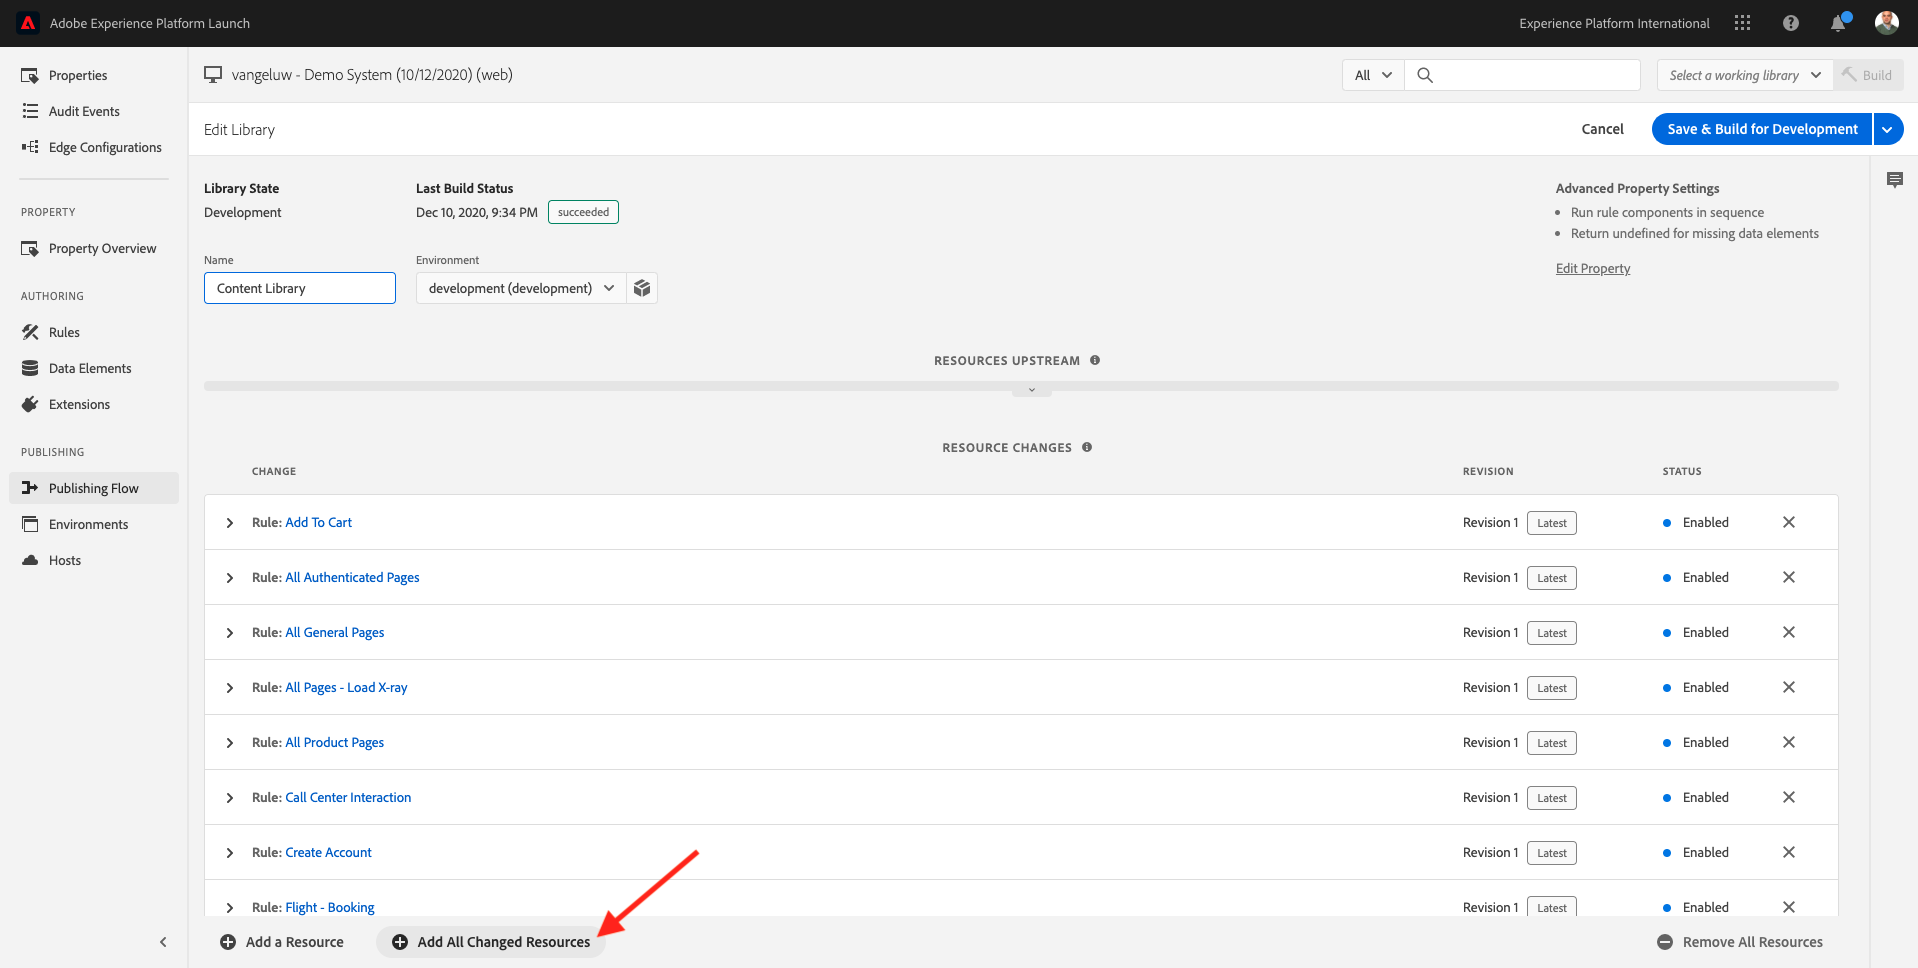 Adobe Experience Platform Launch
Experience Platform International
Properties
Audit Events
Edge Configurations
PROPERTY
Property Overview
AUTHORING
Rules
Data Elements
Extensions
PUBLISHING
Publishing Flow
Environments
Hosts
vangeluw - Demo System (10/12/2020) (web)
All
Select a working library
Build
Edit Library
Cancel
Save & Build for Development
Library State
Development
Last Build Status
Dec 10, 2020, 9:34 PM succeeded
Advanced Property Settings
• Run rule components in sequence
• Return undefined for missing data elements
Edit Property
Name
Content Library
Environment
development (development)
RESOURCES UPSTREAM
RESOURCE CHANGES
CHANGE REVISION STATUS
Rule: Add To Cart Revision 1 Latest Enabled
Rule: All Authenticated Pages Revision 1 Latest Enabled
Rule: All General Pages Revision 1 Latest Enabled
Rule: All Pages - Load X-ray Revision 1 Latest Enabled
Rule: All Product Pages Revision 1 Latest Enabled
Rule: Call Center Interaction Revision 1 Latest Enabled
Rule: Create Account Revision 1 Latest Enabled
Rule: Flight - Booking Revision 1 Latest Enabled
Add a Resource
Add All Changed Resources
Remove All Resources